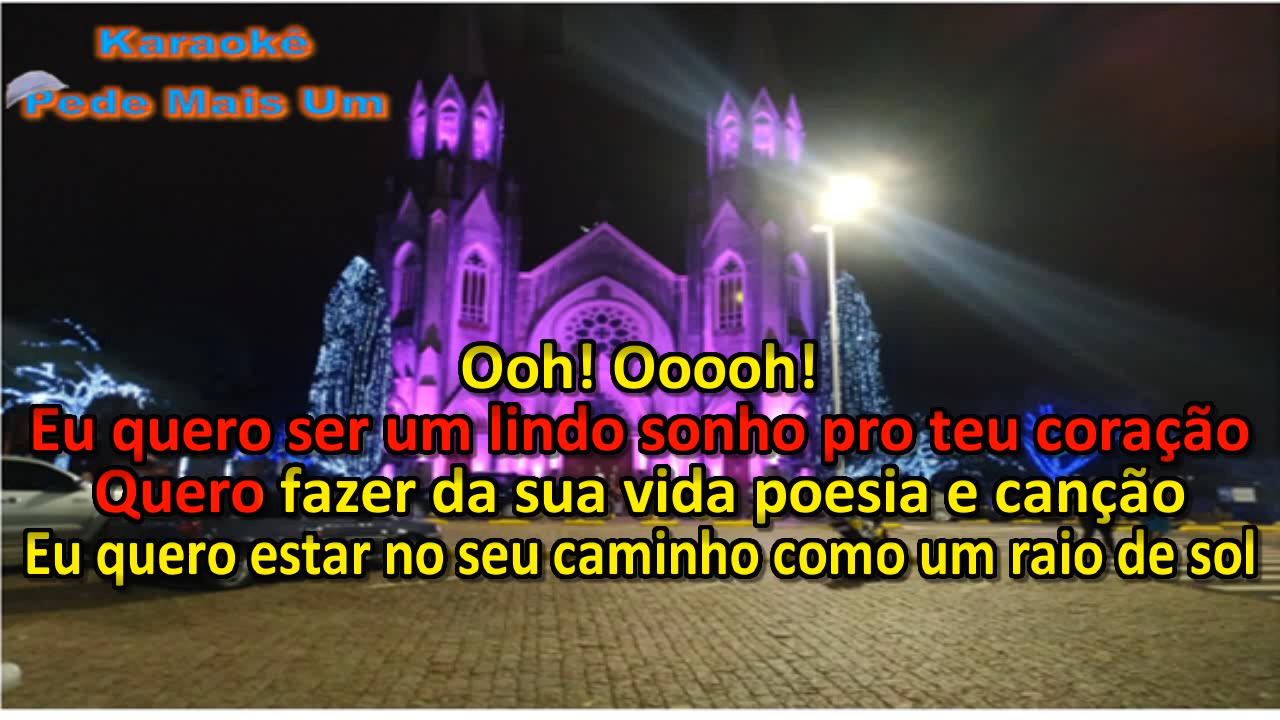 Karaokê
Pede Mais Um
Ooh! Ooooh!
Eu quero ser um lindo sonho pro teu coração
Quero fazer da sua vida poesia e canção
Eu quero estar no seu caminho como um raio de sol